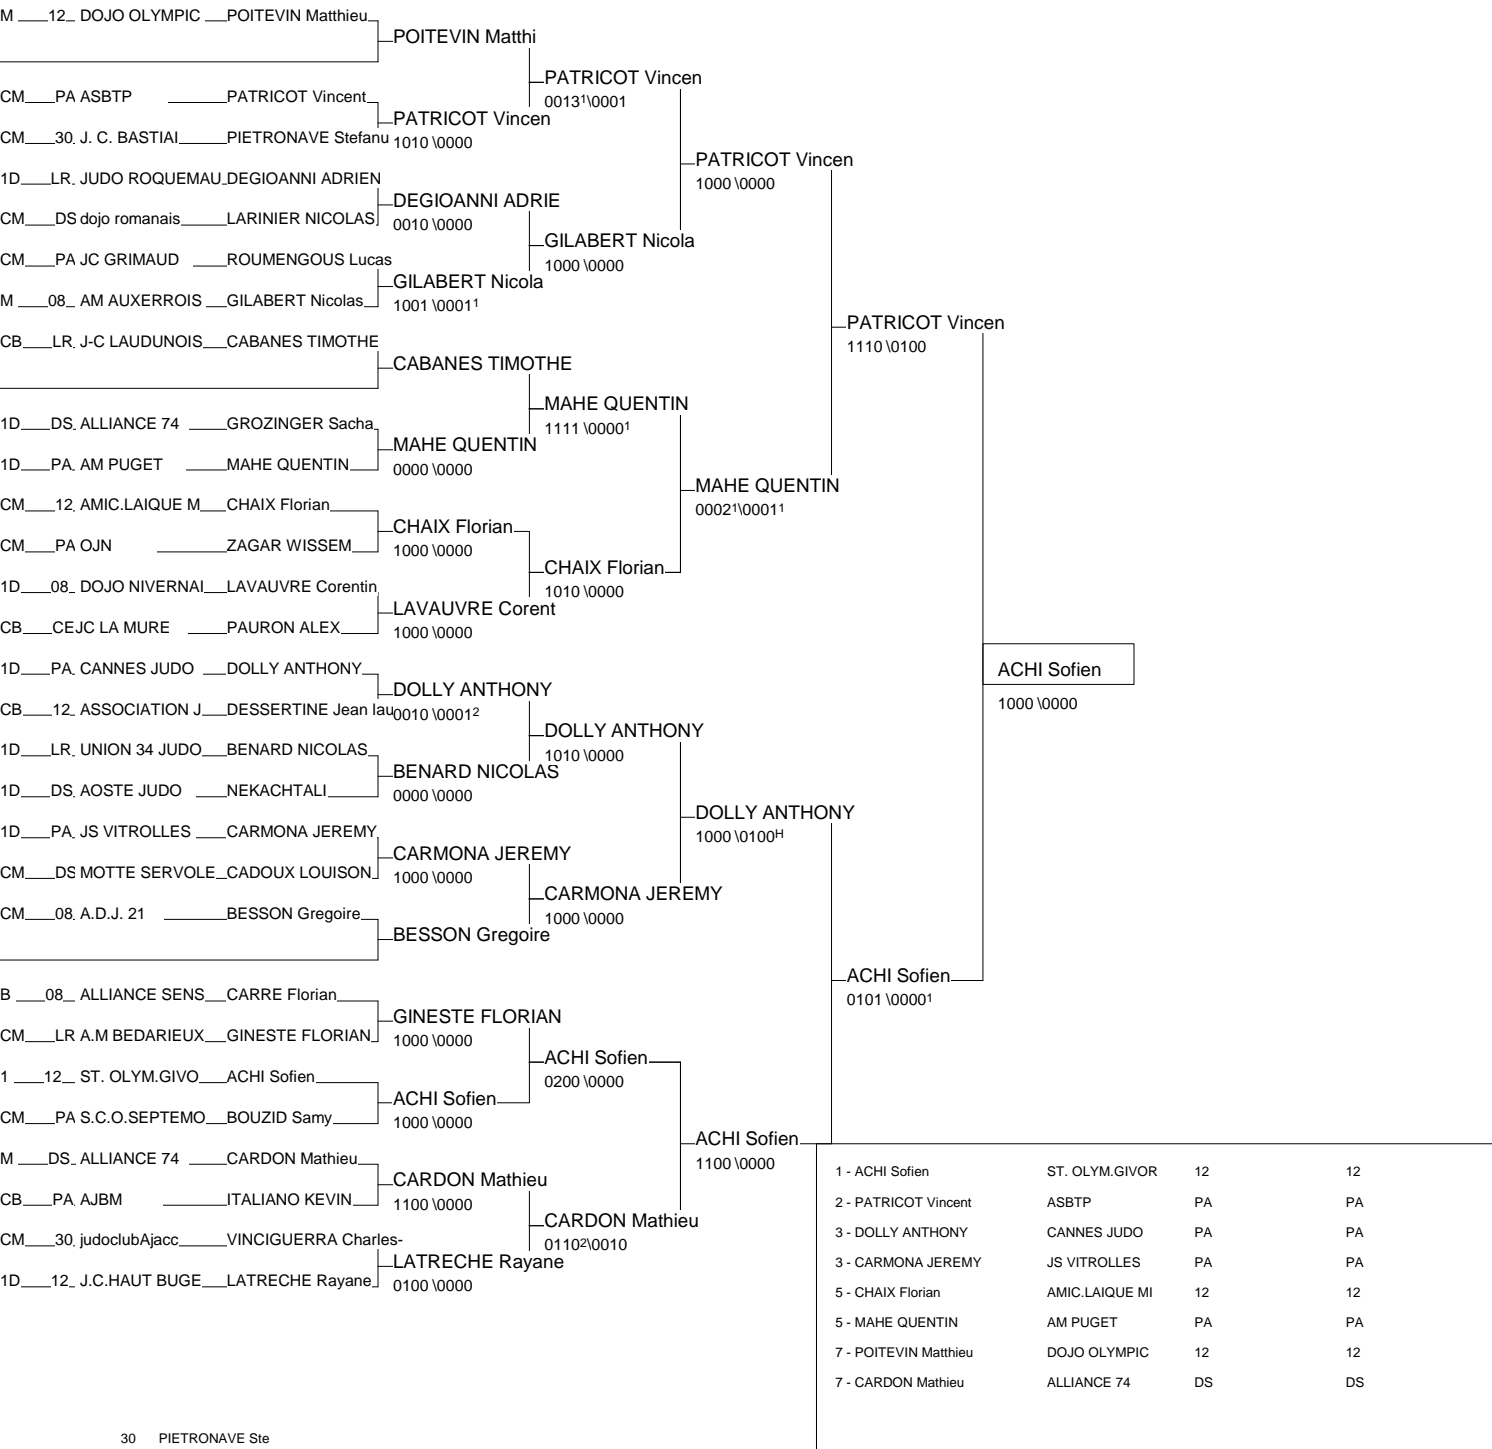 M 12 DOJO OLYMPIC POITEVIN Matthieu
POITEVIN Matthi
PATRICOT Vincen
0013¹\0001
CM PA ASBTP PATRICOT Vincent
PATRICOT Vincen
1010 \0000
CM 30 J. C. BASTIAI PIETRONAVE Stefanu
PATRICOT Vincen
1000 \0000
1D LR JUDO ROQUEMAU DEGIOANNI ADRIEN
DEGIOANNI ADRIE
0010 \0000
CM DS dojo romanais LARINIER NICOLAS
GILABERT Nicola
1000 \0000
CM PA JC GRIMAUD ROUMENGOUS Lucas
GILABERT Nicola
1001 \0001¹
M 08 AM AUXERROIS GILABERT Nicolas
PATRICOT Vincen
1110 \0100
CB LR J-C LAUDUNOIS CABANES TIMOTHE
CABANES TIMOTHE
MAHE QUENTIN
1111 \0000¹
1D DS ALLIANCE 74 GROZINGER Sacha
MAHE QUENTIN
0000 \0000
1D PA AM PUGET MAHE QUENTIN
MAHE QUENTIN
0002¹\0001¹
CM 12 AMIC.LAIQUE M CHAIX Florian
CHAIX Florian
1000 \0000
CM PA OJN ZAGAR WISSEM
CHAIX Florian
1010 \0000
1D 08 DOJO NIVERNAI LAVAUVRE Corentin
LAVAUVRE Corent
1000 \0000
CB CEJC LA MURE PAURON ALEX
ACHI Sofien
1000 \0000
1D PA CANNES JUDO DOLLY ANTHONY
DOLLY ANTHONY
0010 \0001²
CB 12 ASSOCIATION J DESSERTINE Jean lau
DOLLY ANTHONY
1010 \0000
1D LR UNION 34 JUDO BENARD NICOLAS
BENARD NICOLAS
0000 \0000
1D DS AOSTE JUDO NEKACHTALI
DOLLY ANTHONY
1000 \0100ᴴ
1D PA JS VITROLLES CARMONA JEREMY
CARMONA JEREMY
1000 \0000
CM DS MOTTE SERVOLE CADOUX LOUISON
CARMONA JEREMY
1000 \0000
CM 08 A.D.J. 21 BESSON Gregoire
BESSON Gregoire
ACHI Sofien
0101 \0000¹
B 08 ALLIANCE SENS CARRE Florian
GINESTE FLORIAN
1000 \0000
CM LR A.M BEDARIEUX GINESTE FLORIAN
ACHI Sofien
0200 \0000
1 12 ST. OLYM.GIVO ACHI Sofien
ACHI Sofien
1000 \0000
CM PA S.C.O.SEPTEMO BOUZID Samy
ACHI Sofien
1100 \0000
M DS ALLIANCE 74 CARDON Mathieu
CARDON Mathieu
1100 \0000
CB PA AJBM ITALIANO KEVIN
CARDON Mathieu
0110²\0010
CM 30 judoclubAjacc VINCIGUERRA Charles-
LATRECHE Rayane
0100 \0000
1D 12 J.C.HAUT BUGE LATRECHE Rayane
1 - ACHI Sofien ST. OLYM.GIVOR 12 12
2 - PATRICOT Vincent ASBTP PA PA
3 - DOLLY ANTHONY CANNES JUDO PA PA
3 - CARMONA JEREMY JS VITROLLES PA PA
5 - CHAIX Florian AMIC.LAIQUE MI 12 12
5 - MAHE QUENTIN AM PUGET PA PA
7 - POITEVIN Matthieu DOJO OLYMPIC 12 12
7 - CARDON Mathieu ALLIANCE 74 DS DS
30 PIETRONAVE Ste